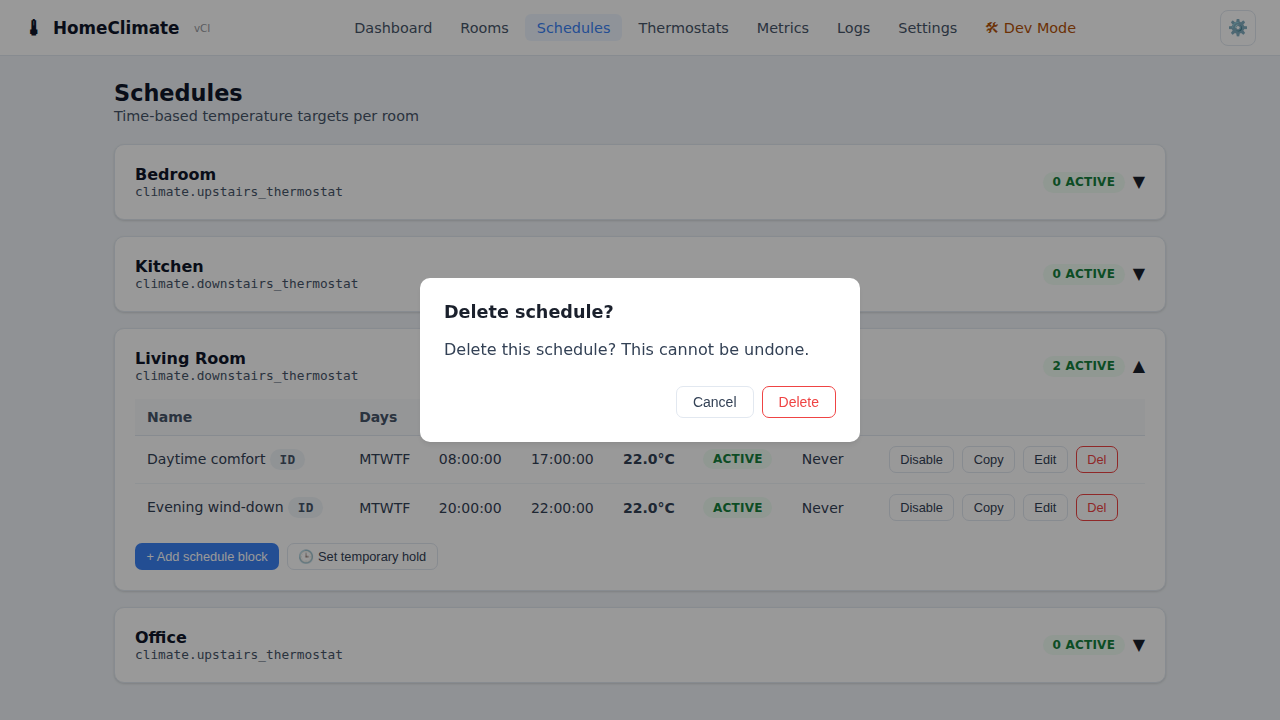 HomeClimate vCI Dashboard Rooms Schedules Thermostats Metrics Logs Settings 🛠 Dev Mode
Schedules
Time-based temperature targets per room
Bedroom
climate.upstairs_thermostat
0 ACTIVE ▼
Kitchen
climate.downstairs_thermostat
0 ACTIVE ▼
Delete schedule?
Delete this schedule? This cannot be undone.
Cancel Delete
Living Room
climate.downstairs_thermostat
2 ACTIVE ▲
Name Days
Daytime comfort ID MTWTF 08:00:00 17:00:00 22.0°C ACTIVE Never Disable Copy Edit Del
Evening wind-down ID MTWTF 20:00:00 22:00:00 22.0°C ACTIVE Never Disable Copy Edit Del
+ Add schedule block 🕒 Set temporary hold
Office
climate.upstairs_thermostat
0 ACTIVE ▼